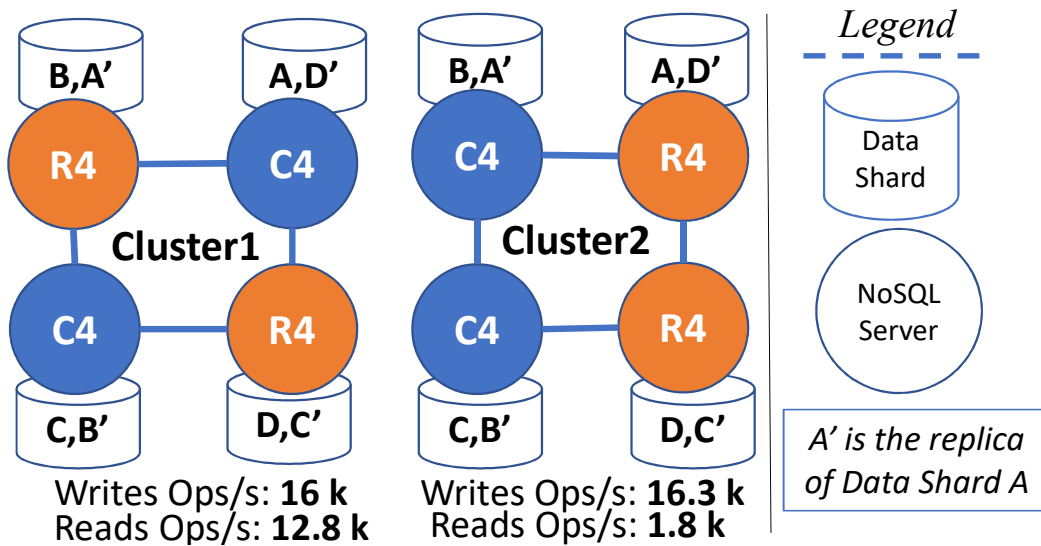 B,A’
A,D’
R4
C4
Cluster1
C4
R4
C,B’
D,C’
Writes Ops/s: 16 k
Reads Ops/s: 12.8 k
B,A’
A,D’
C4
R4
Cluster2
C4
R4
C,B’
D,C’
Writes Ops/s: 16.3 k
Reads Ops/s: 1.8 k
Legend
Data
Shard
NoSQL
Server
A’ is the replica
of Data Shard A